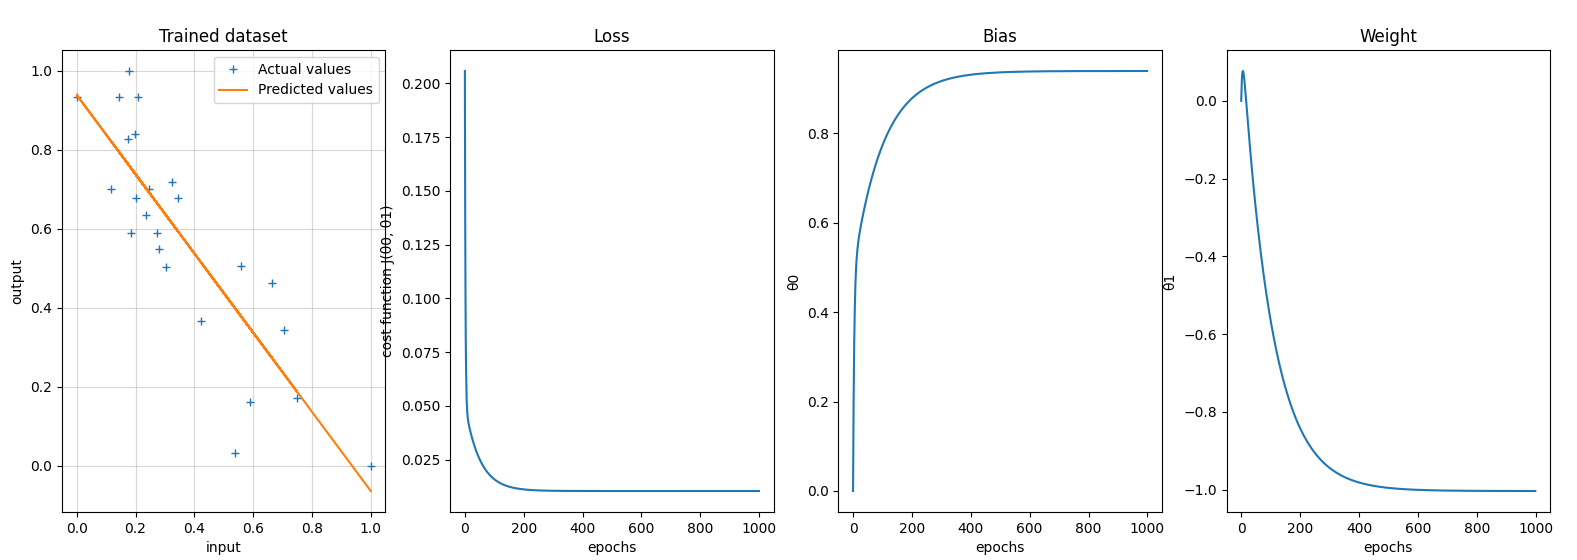 Trained dataset
Actual values
Predicted values
1.0
0.8
0.6
0.4
0.2
0.0
output
0.0 0.2 0.4 0.6 0.8 1.0
input
Loss
0.200
0.175
0.150
0.125
0.100
0.075
0.050
0.025
cost function J(θ0, θ1)
0 200 400 600 800 1000
epochs
Bias
0.8
0.6
0.4
0.2
0.0
θ0
0 200 400 600 800 1000
epochs
Weight
0.0
−0.2
−0.4
−0.6
−0.8
−1.0
θ1
0 200 400 600 800 1000
epochs